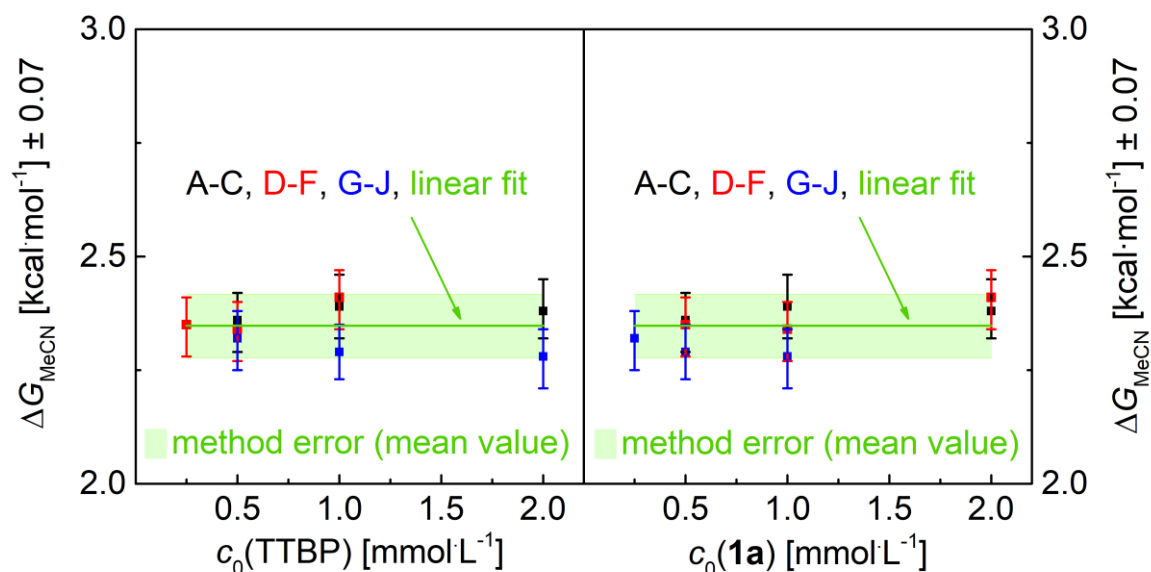 3.0
3.0
ΔG_MeCN [kcal·mol⁻¹] ± 0.07
ΔG_MeCN [kcal·mol⁻¹] ± 0.07
A-C, D-F, G-J, linear fit
A-C, D-F, G-J, linear fit
2.5
2.5
method error (mean value)
method error (mean value)
2.0
2.0
0.5 1.0 1.5 2.0
0.5 1.0 1.5 2.0
c₀(TTBP) [mmol·L⁻¹]
c₀(1a) [mmol·L⁻¹]